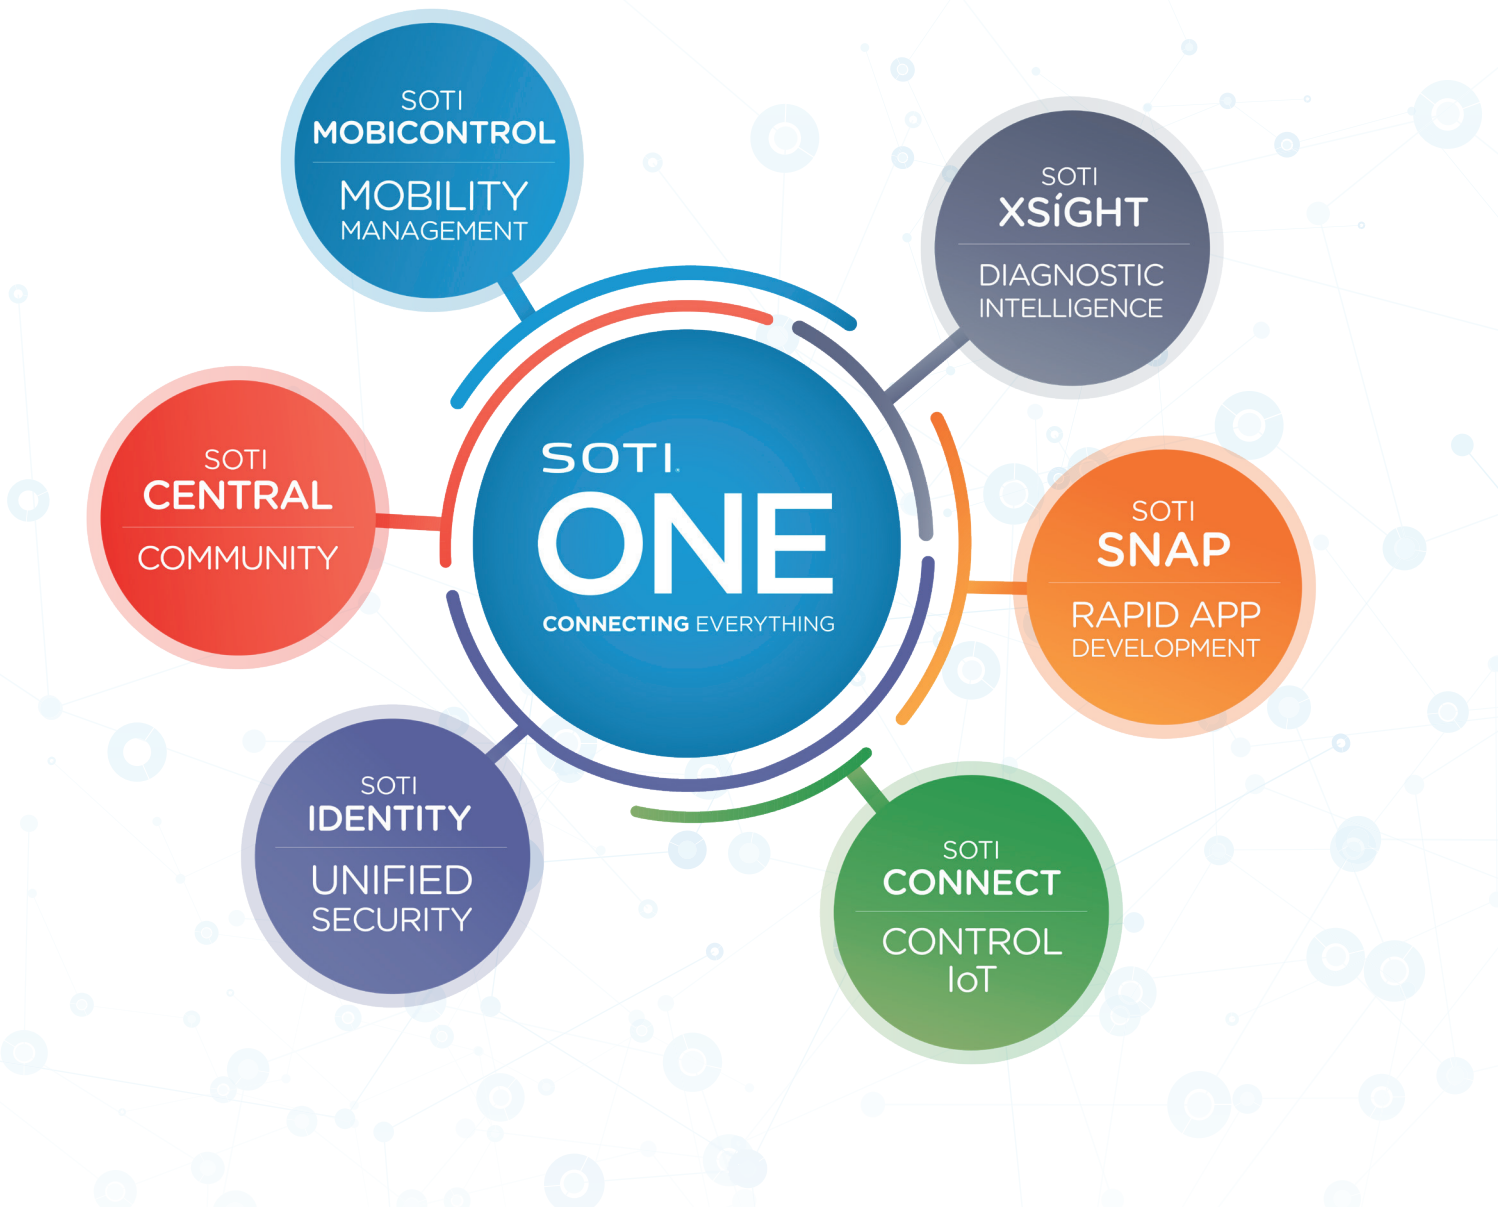 SOTI
MOBICONTROL
MOBILITY
MANAGEMENT
SOTI
XSíGHT
DIAGNOSTIC
INTELLIGENCE
SOTI
CENTRAL
COMMUNITY
SOTI.
ONE
CONNECTING EVERYTHING
SOTI
SNAP
RAPID APP
DEVELOPMENT
SOTI
IDENTITY
UNIFIED
SECURITY
SOTI
CONNECT
CONTROL
IoT